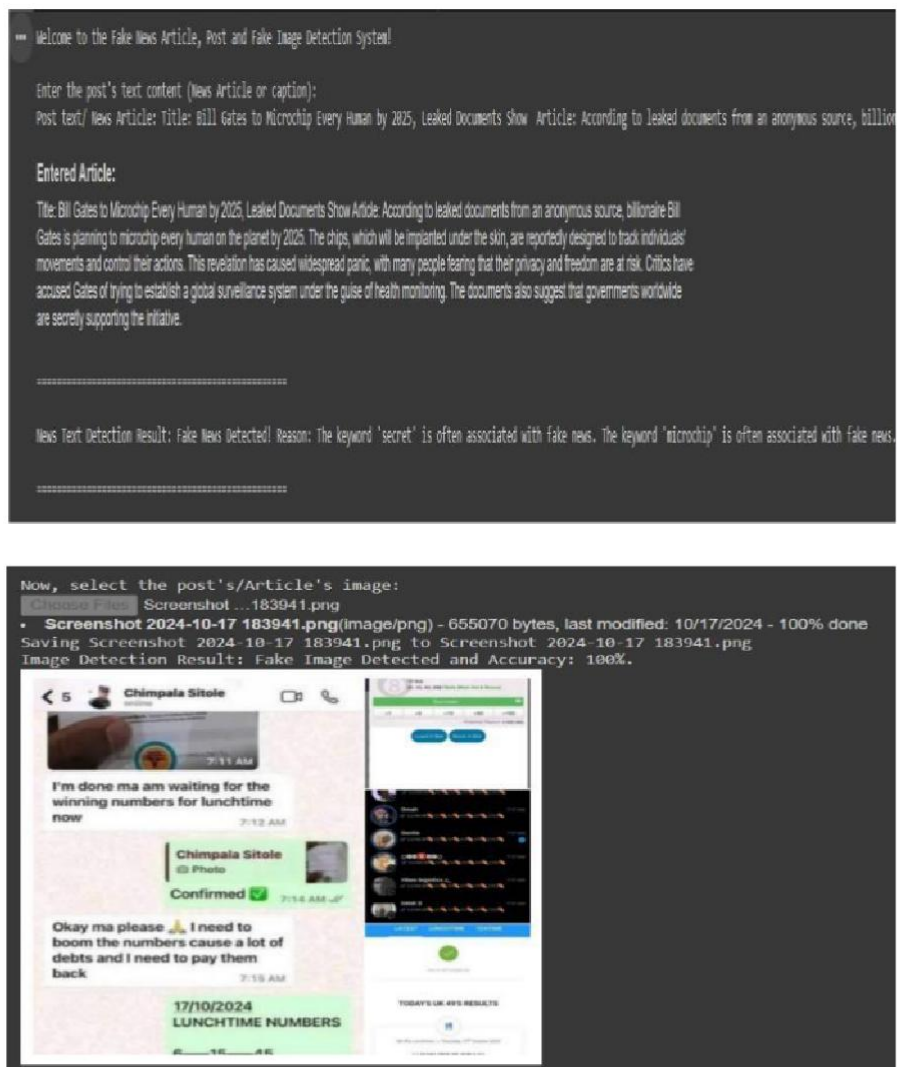 Welcome to the Fake News Article, Post and Fake Image Detection System!
Enter the post's text content (News Article or caption):
Post text/ News Article: Title: Bill Gates to Microchip Every Human by 2025, Leaked Documents Show Article: According to leaked documents from an anonymous source, billion
Entered Article:
Title: Bill Gates to Microchip Every Human by 2025, Leaked Documents Show Article: According to leaked documents from an anonymous source, billionaire Bill
Gates is planning to microchip every human on the planet by 2025. The chips, which will be implanted under the skin, are reportedly designed to track individuals'
movements and control their actions. This revelation has caused widespread panic, with many people fearing that their privacy and freedom are at risk. Critics have
accused Gates of trying to establish a global surveillance system under the guise of health monitoring. The documents also suggest that governments worldwide
are secretly supporting the initiative.
==================================================
News Text Detection Result: Fake News Detected! Reason: The keyword 'secret' is often associated with fake news. The keyword 'microchip' is often associated with fake news.
==================================================
Now, select the post's/Article's image:
Choose Files Screenshot ...183941.png
• Screenshot 2024-10-17 183941.png(image/png) - 655070 bytes, last modified: 10/17/2024 - 100% done
Saving Screenshot 2024-10-17 183941.png to Screenshot 2024-10-17 183941.png
Image Detection Result: Fake Image Detected and Accuracy: 100%.
5 Chimpala Sitole
online
7:11 AM
I'm done ma am waiting for the
winning numbers for lunchtime
now
7:12 AM
Chimpala Sitole
Photo
Confirmed ✅ 7:14 AM
Okay ma please 🙏 I need to
boom the numbers cause a lot of
debts and I need to pay them
back
7:15 AM
17/10/2024
LUNCHTIME NUMBERS
6----15----45
LATEST LUNCHTIME TEATIME
TODAY'S UK 49'S RESULTS